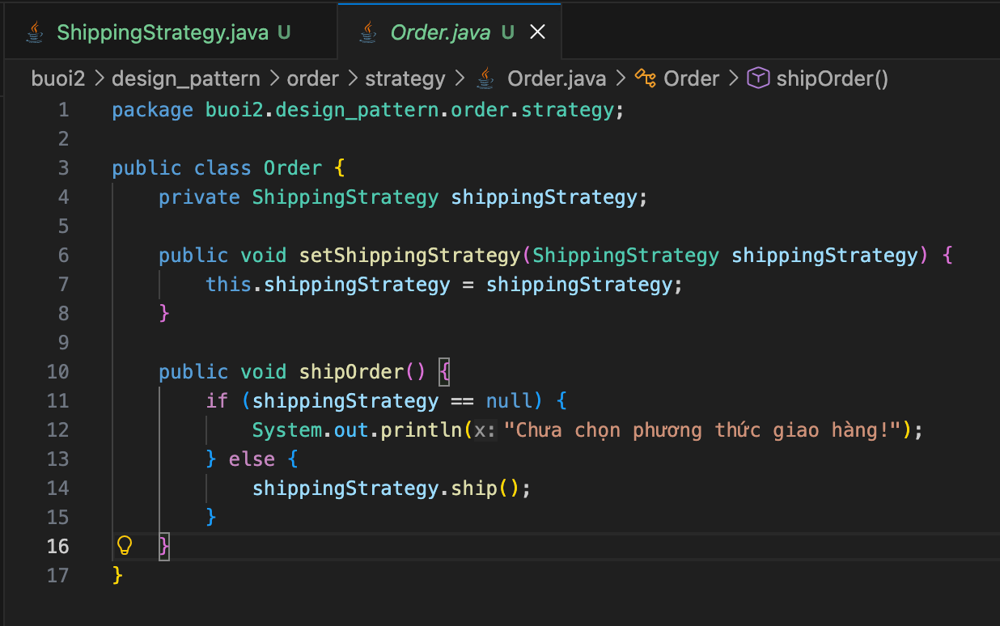 ShippingStrategy.java U Order.java U
buoi2 > design_pattern > order > strategy > Order.java > Order > shipOrder()
1 package buoi2.design_pattern.order.strategy;
2
3 public class Order {
4 private ShippingStrategy shippingStrategy;
5
6 public void setShippingStrategy(ShippingStrategy shippingStrategy) {
7 this.shippingStrategy = shippingStrategy;
8 }
9
10 public void shipOrder() {
11 if (shippingStrategy == null) {
12 System.out.println(x: "Chưa chọn phương thức giao hàng!");
13 } else {
14 shippingStrategy.ship();
15 }
16 }
17 }